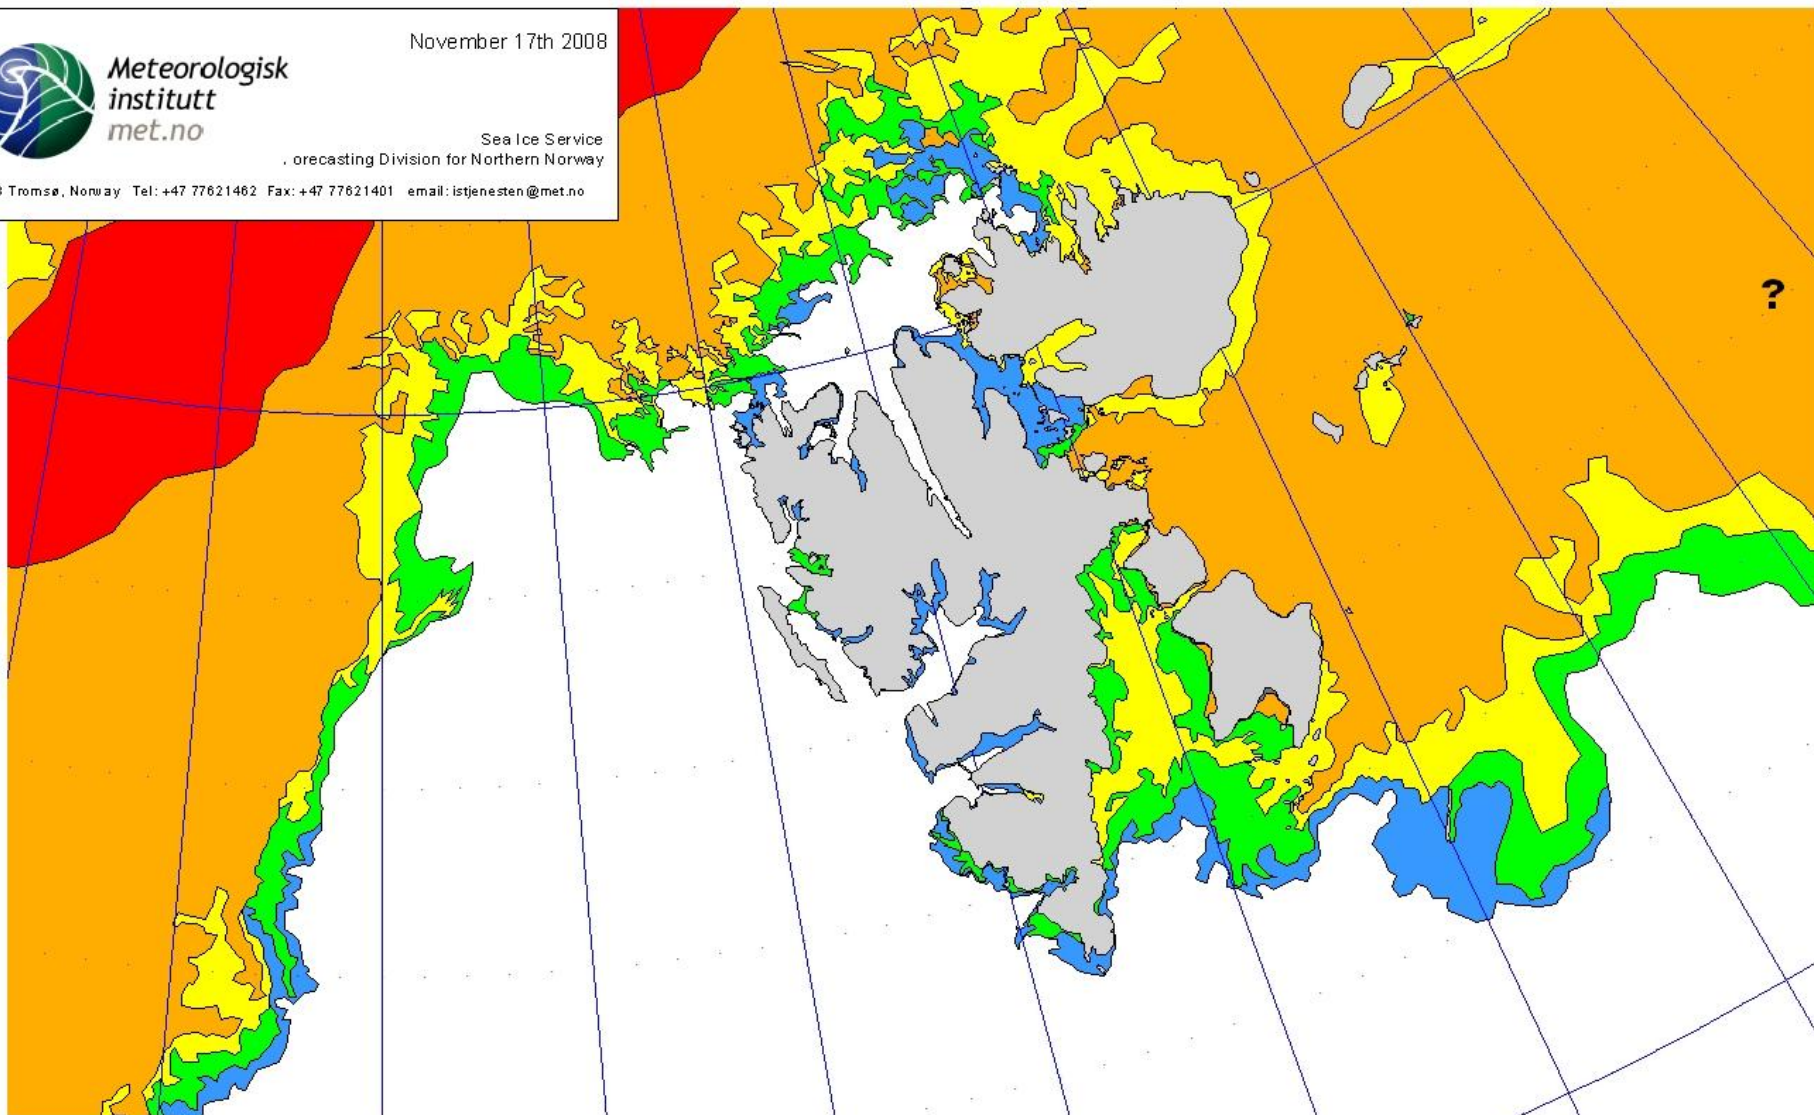 November 17th 2008
Meteorologisk
institutt
met.no
Sea Ice Service
. orecasting Division for Northern Norway
Tromsø, Norway Tel: +47 77621462 Fax: +47 77621401 email: istjenesten@met.no
?